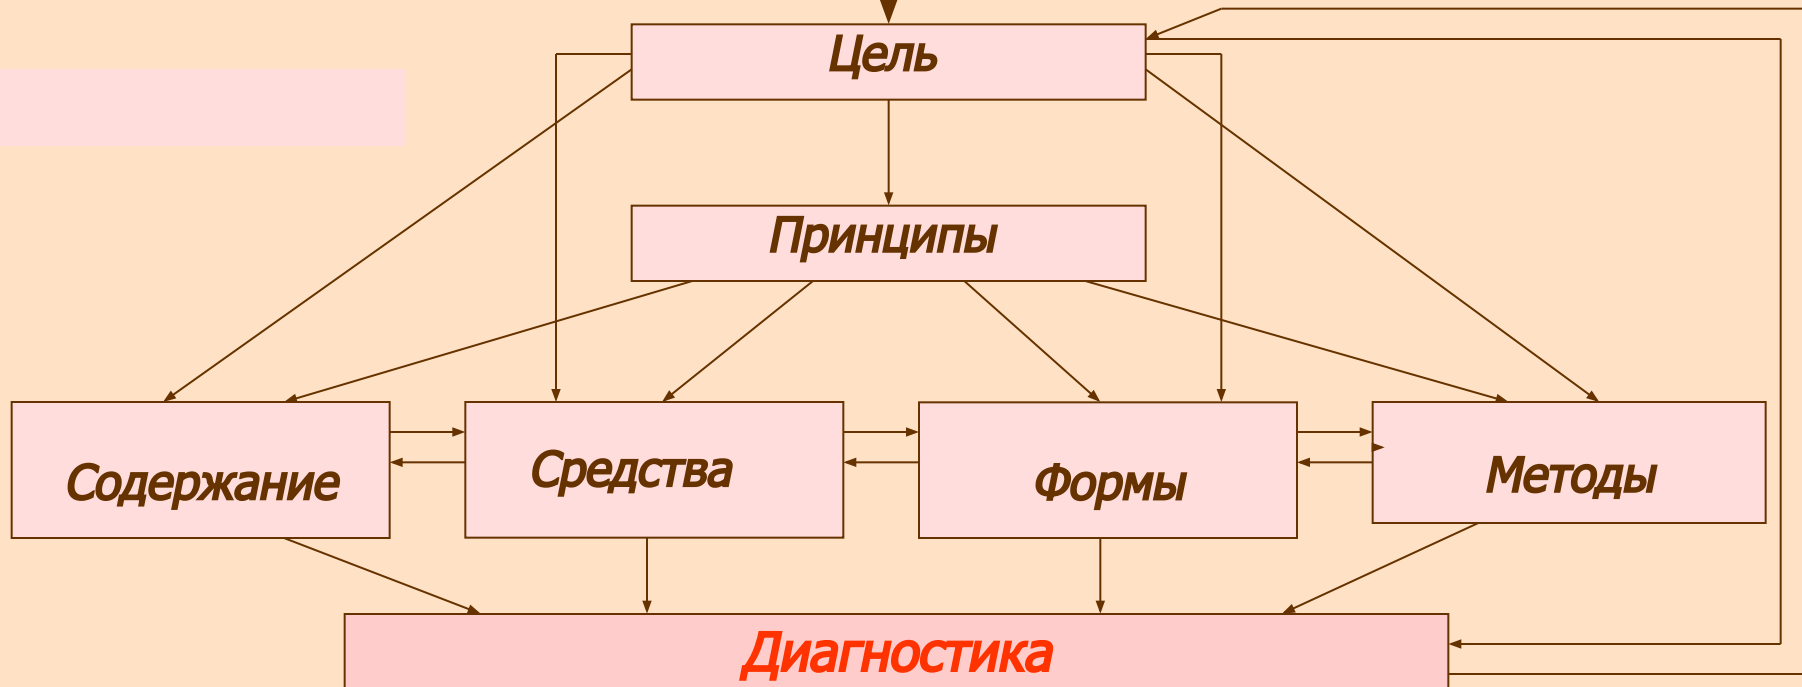 Цель
Принципы
Содержание
Средства
Формы
Методы
Диагностика